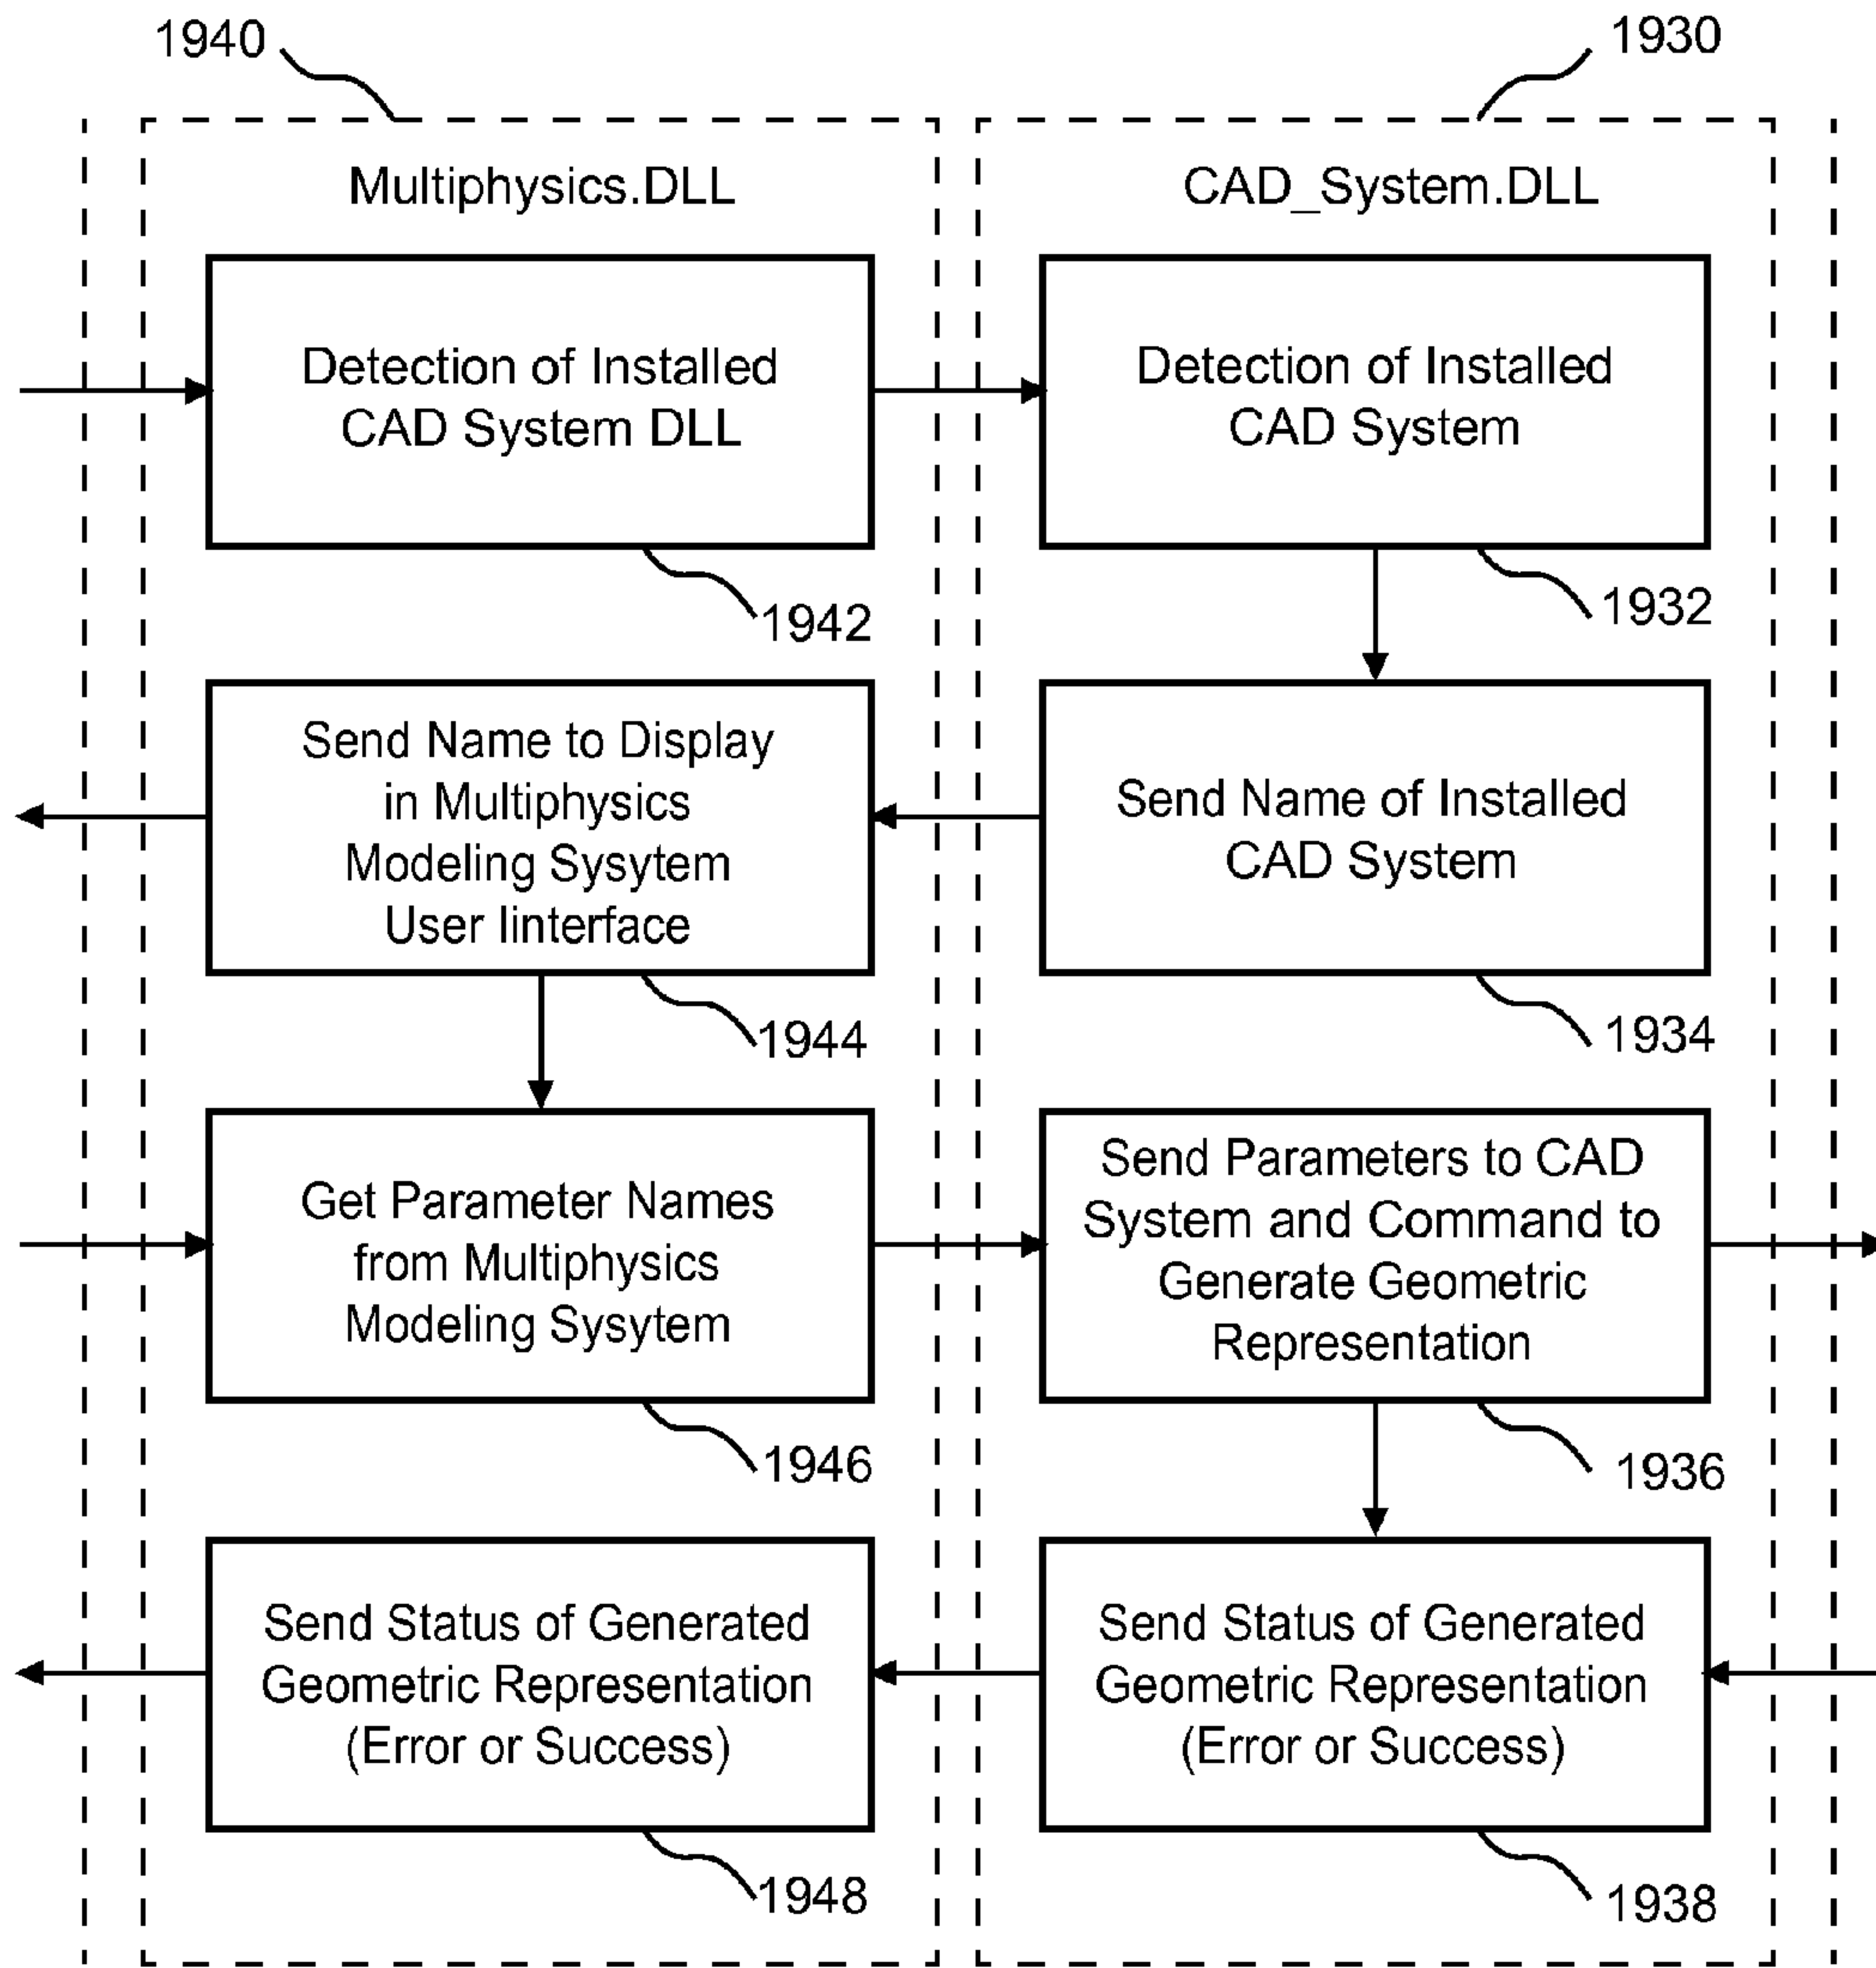 1940
1930
Multiphysics.DLL
CAD_System.DLL
Detection of Installed
CAD System DLL
1942
Detection of Installed
CAD System
1932
Send Name to Display
in Multiphysics
Modeling Sysytem
User Iinterface
1944
Send Name of Installed
CAD System
1934
Get Parameter Names
from Multiphysics
Modeling Sysytem
1946
Send Parameters to CAD
System and Command to
Generate Geometric
Representation
1936
Send Status of Generated
Geometric Representation
(Error or Success)
1948
Send Status of Generated
Geometric Representation
(Error or Success)
1938